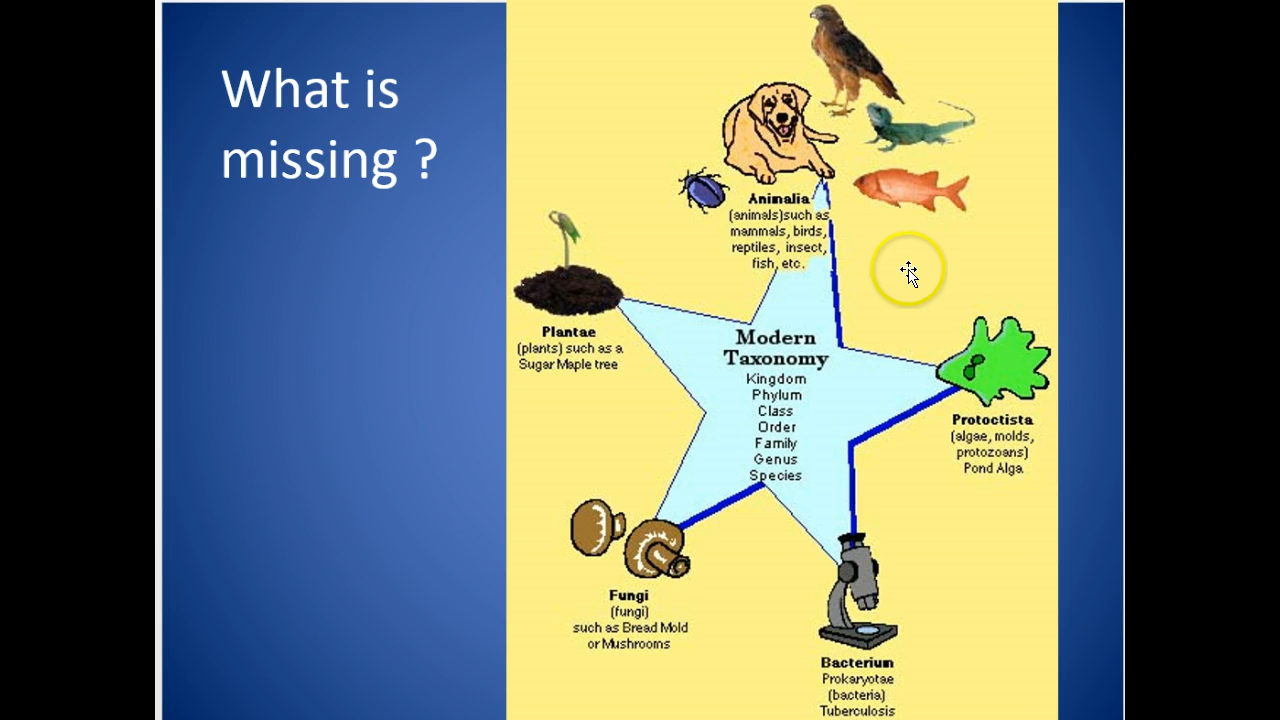 What is
missing ?
Animalia
(animals)such as
mammals, birds,
reptiles, insect,
fish, etc.
Plantae
(plants) such as a
Sugar Maple tree
Modern
Taxonomy
Kingdom
Phylum
Class
Order
Family
Genus
Species
Protoctista
(algae, molds,
protozoans)
Pond Alga
Fungi
(fungi)
such as Bread Mold
or Mushrooms
Bacterium
Prokaryotae
(bacteria)
Tuberculosis